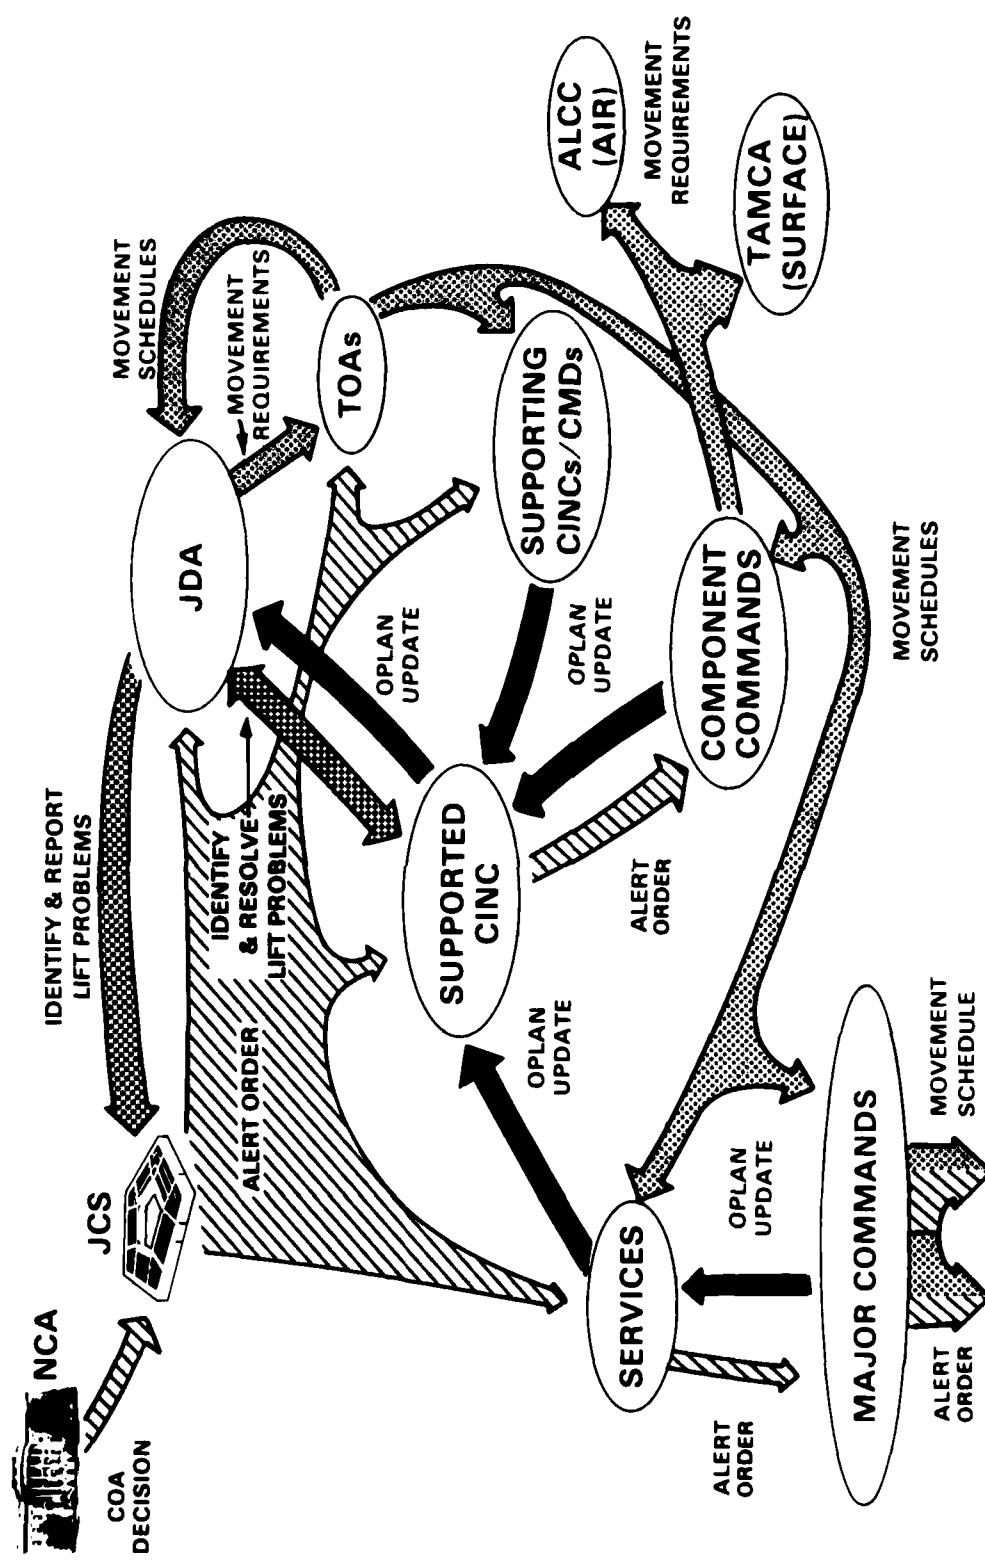 NCA
COA
DECISION
JCS
IDENTIFY & REPORT
LIFT PROBLEMS
MOVEMENT
SCHEDULES
MOVEMENT
REQUIREMENTS
JDA
TOAs
ALERT ORDER
IDENTIFY
& RESOLVE
LIFT PROBLEMS
OPLAN
UPDATE
SUPPORTED
CINC
OPLAN
UPDATE
SUPPORTING
CINCs/CMDs
ALCC
(AIR)
MOVEMENT
REQUIREMENTS
TAMCA
(SURFACE)
OPLAN
UPDATE
ALERT
ORDER
COMPONENT
COMMANDS
SERVICES
OPLAN
UPDATE
MOVEMENT
SCHEDULES
ALERT
ORDER
MAJOR COMMANDS
ALERT
ORDER
MOVEMENT
SCHEDULE